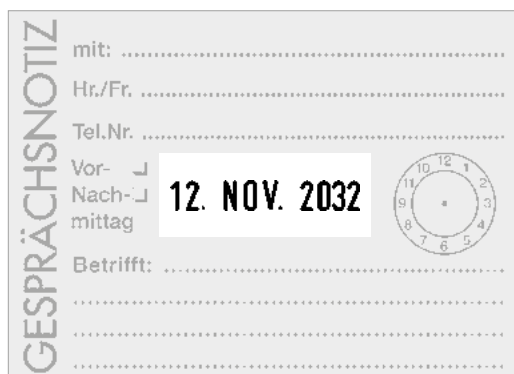 GESPRÄCHSNOTIZ
mit:
Hr./Fr.
Tel.Nr.
Vor-
Nach-
mittag
12. NOV. 2032
12 1 2 3 4 5 6 7 8 9 10 11
Betrifft: